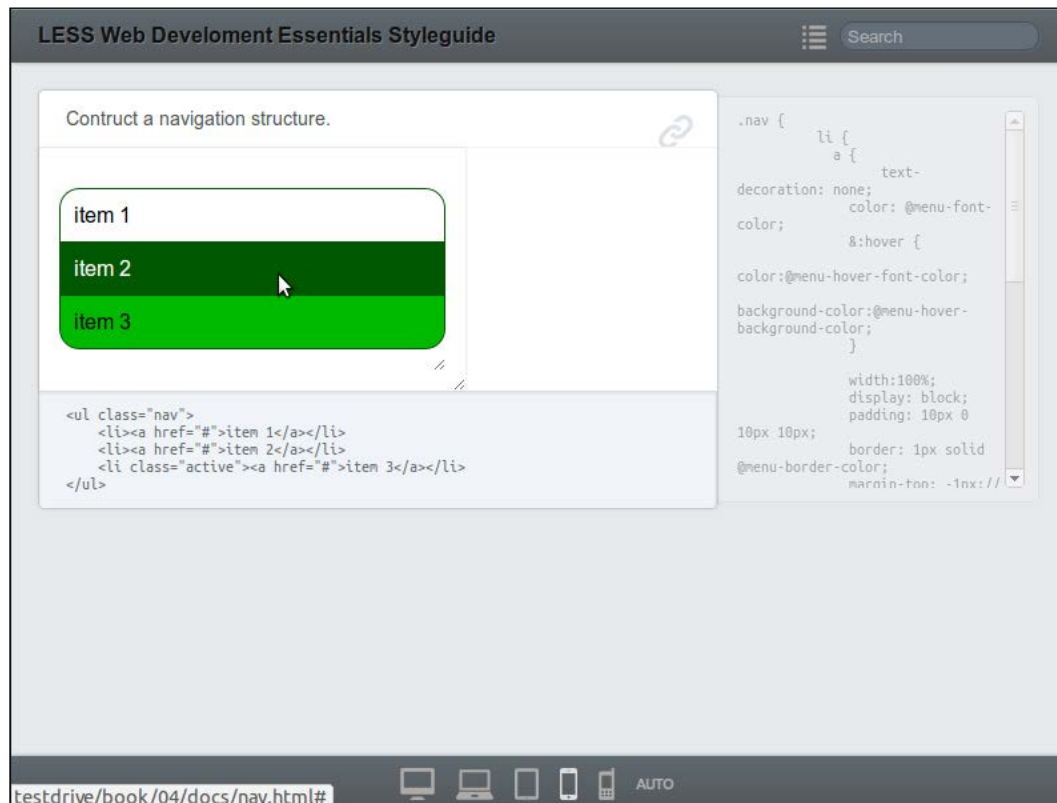 LESS Web Develoment Essentials Styleguide
Search
Contruct a navigation structure.
item 1
item 2
item 3
<ul class="nav">
    <li><a href="#">item 1</a></li>
    <li><a href="#">item 2</a></li>
    <li class="active"><a href="#">item 3</a></li>
</ul>
.nav {
li {
a {
text-
decoration: none;
color: @menu-font-
color;
&:hover {
color:@menu-hover-font-color;
background-color:@menu-hover-
background-color;
}
width:100%;
display: block;
padding: 10px 0
10px 10px;
border: 1px solid
@menu-border-color;
margin-top: -1px;//
AUTO
testdrive/book/04/docs/nav.html#